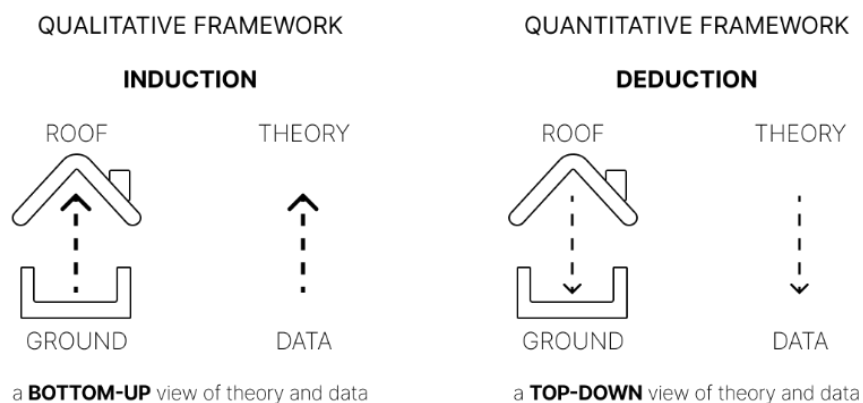 QUALITATIVE FRAMEWORK
INDUCTION
ROOF THEORY
GROUND DATA
a BOTTOM-UP view of theory and data
QUANTITATIVE FRAMEWORK
DEDUCTION
ROOF THEORY
GROUND DATA
a TOP-DOWN view of theory and data